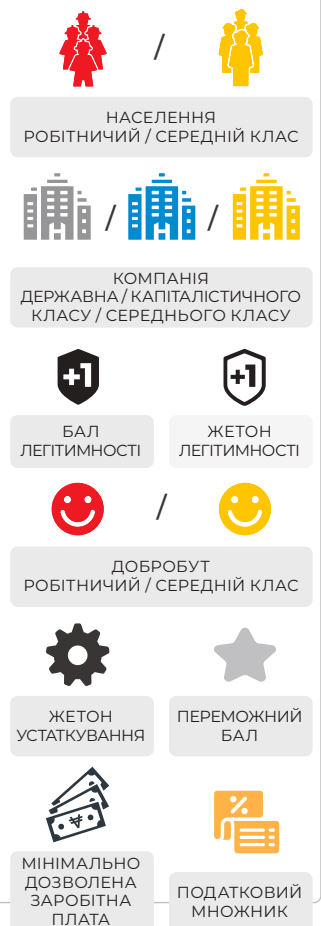 /
НАСЕЛЕННЯ
РОБІТНИЧИЙ / СЕРЕДНІЙ КЛАС
/ /
КОМПАНІЯ
ДЕРЖАВНА / КАПІТАЛІСТИЧНОГО
КЛАСУ / СЕРЕДНЬОГО КЛАСУ
+1 +1
БАЛ
ЛЕГІТИМНОСТІ
ЖЕТОН
ЛЕГІТИМНОСТІ
/
ДОБРОБУТ
РОБІТНИЧИЙ / СЕРЕДНІЙ КЛАС
ЖЕТОН
УСТАТКУВАННЯ
ПЕРЕМОЖНИЙ
БАЛ
%
МІНІМАЛЬНО
ДОЗВОЛЕНА
ЗАРОБІТНА
ПЛАТА
ПОДАТКОВИЙ
МНОЖНИК